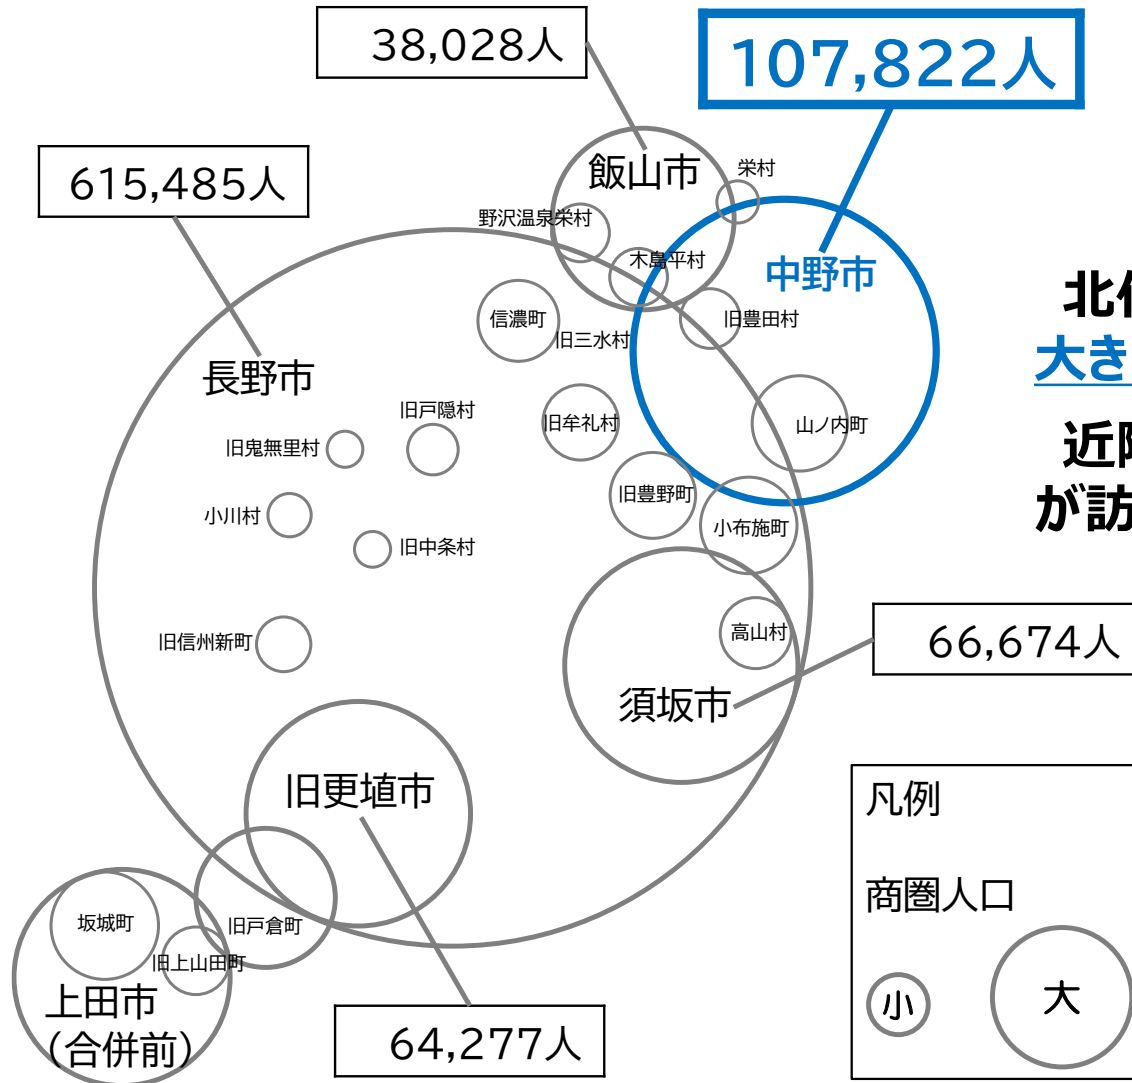 38,028人
107,822人
615,485人
飯山市
栄村
野沢温泉栄村
木島平村
中野市
信濃町
旧三水村
旧豊田村
北
大き
長野市
旧戸隠村
旧牟礼村
山ノ内町
旧鬼無里村
近
が訪
旧豊野町
小川村
小布施町
旧中条村
旧信州新町
高山村
66,674人
須坂市
旧更埴市
凡例
商圏人口
坂城町
旧戸倉町
旧上山田町
上田市
(合併前)
64,277人
小
大